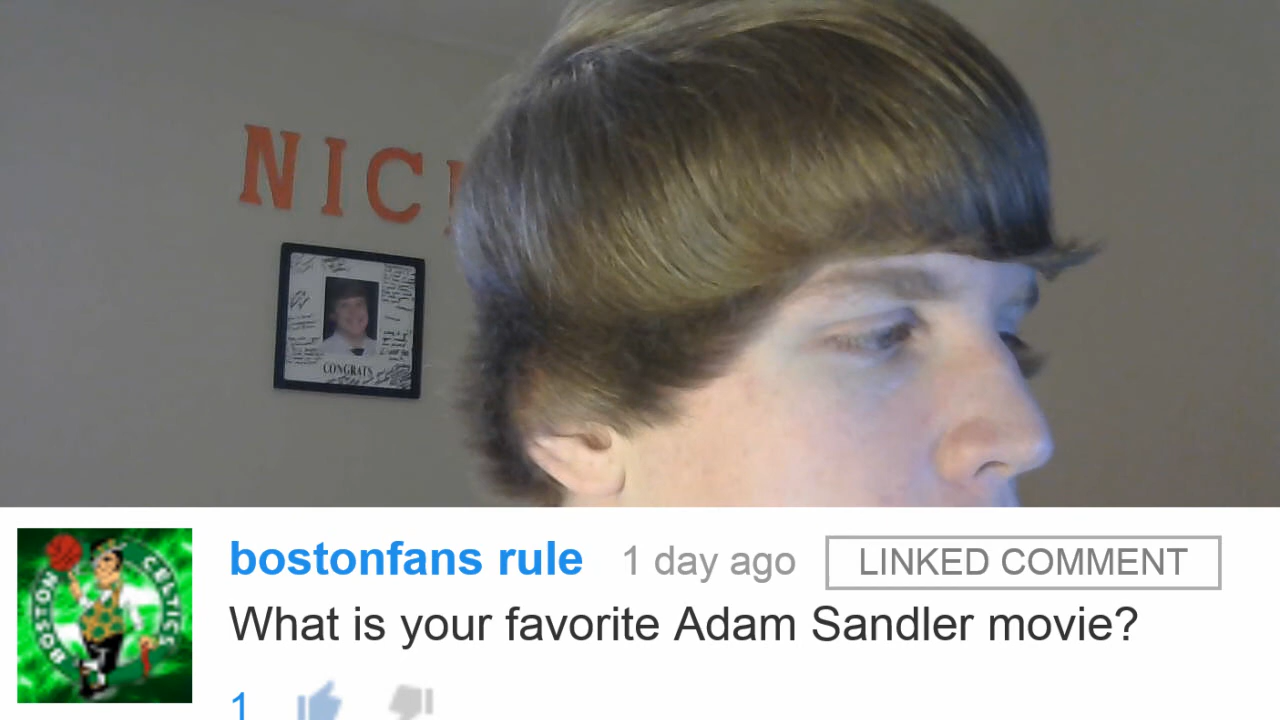 NIC
CONGRATS
bostonfans rule 1 day ago LINKED COMMENT
What is your favorite Adam Sandler movie?
1
BOSTON CELTICS